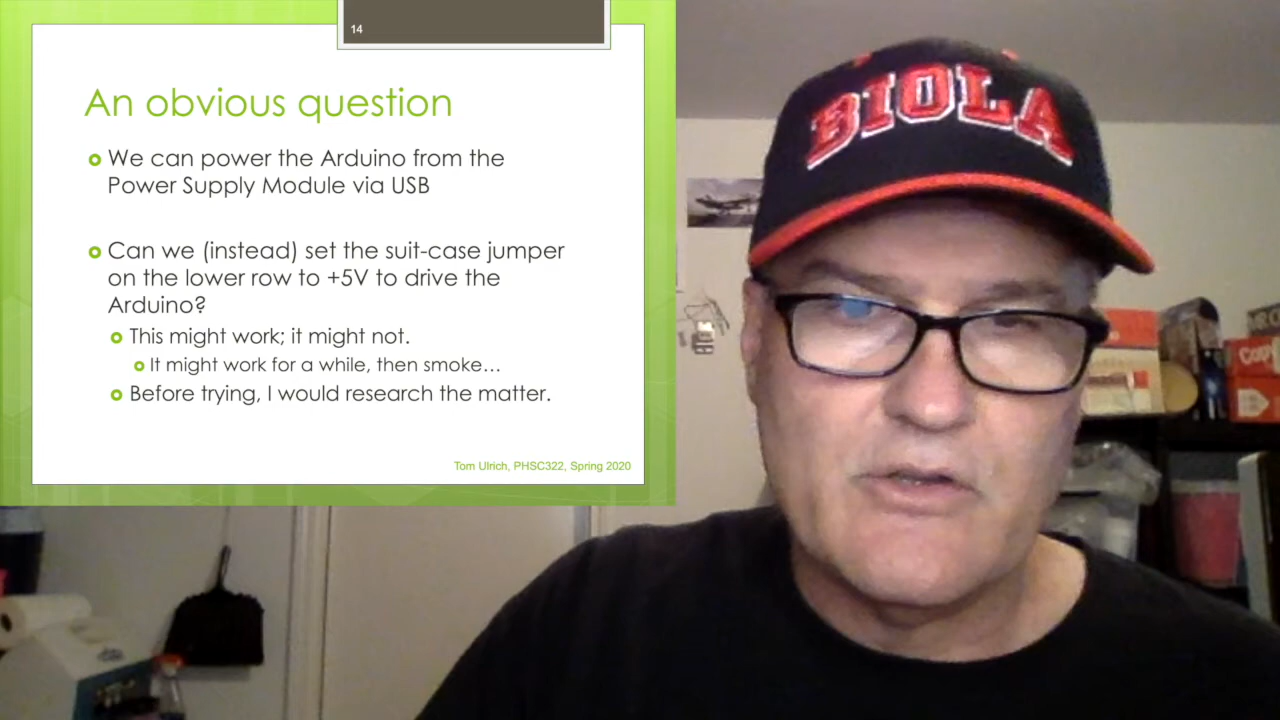 14
An obvious question
We can power the Arduino from the
Power Supply Module via USB
Can we (instead) set the suit-case jumper
on the lower row to +5V to drive the
Arduino?
This might work; it might not.
It might work for a while, then smoke…
Before trying, I would research the matter.
Tom Ulrich, PHSC322, Spring 2020
BIOLA